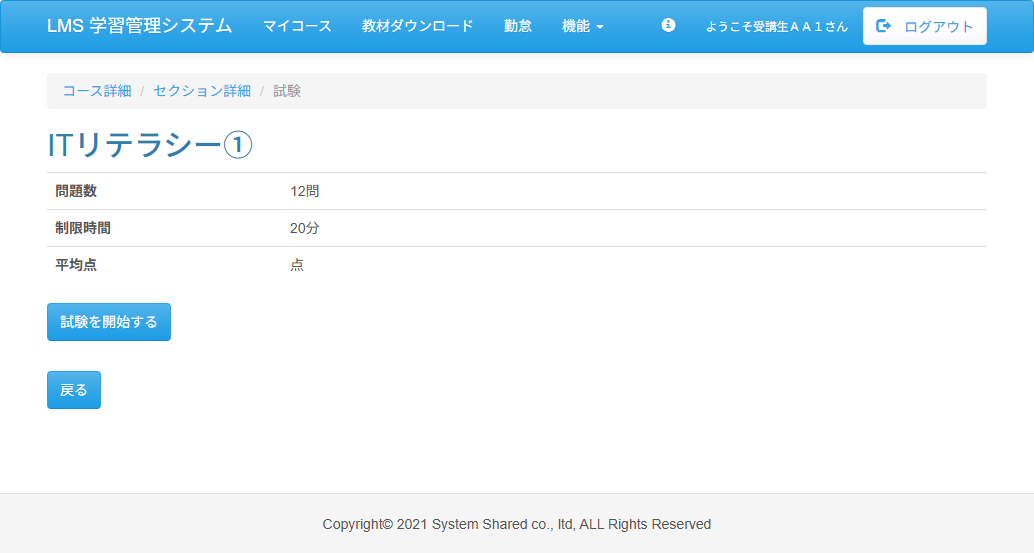 LMS 学習管理システム マイコース 教材ダウンロード 勤怠 機能 ようこそ受講生ＡＡ１さん ログアウト
コース詳細 / セクション詳細 / 試験
ITリテラシー①
問題数 12問
制限時間 20分
平均点 点
試験を開始する
戻る
Copyright© 2021 System Shared co., ltd, ALL Rights Reserved